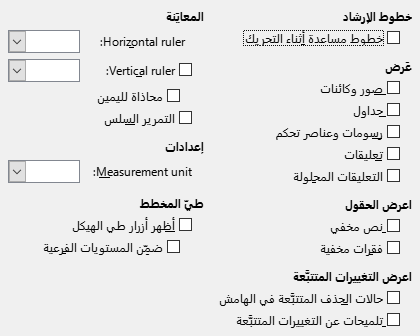 خطوط الإرشاد
خطوط مساعدة أثناء التحريك
عَرض
صور وكائنات
جداول
رسومات وعناصر تحكم
تعليقات
التعليقات المحلولة
اعرض الحقول
نص مخفي
فقرات مخفية
اعرض التغييرات المتتبَّعة
حالات الحذف المتتبَّعة في الهامش
تلميحات عن التغييرات المتتبَّعة
المعاينة
Horizontal ruler:
Vertical ruler:
محاذاة لليمين
التمرير السلس
إعدادات
Measurement unit:
طيّ المخطط
أظهر أزرار طي الهيكل
ضمِّن المستويات الفرعية